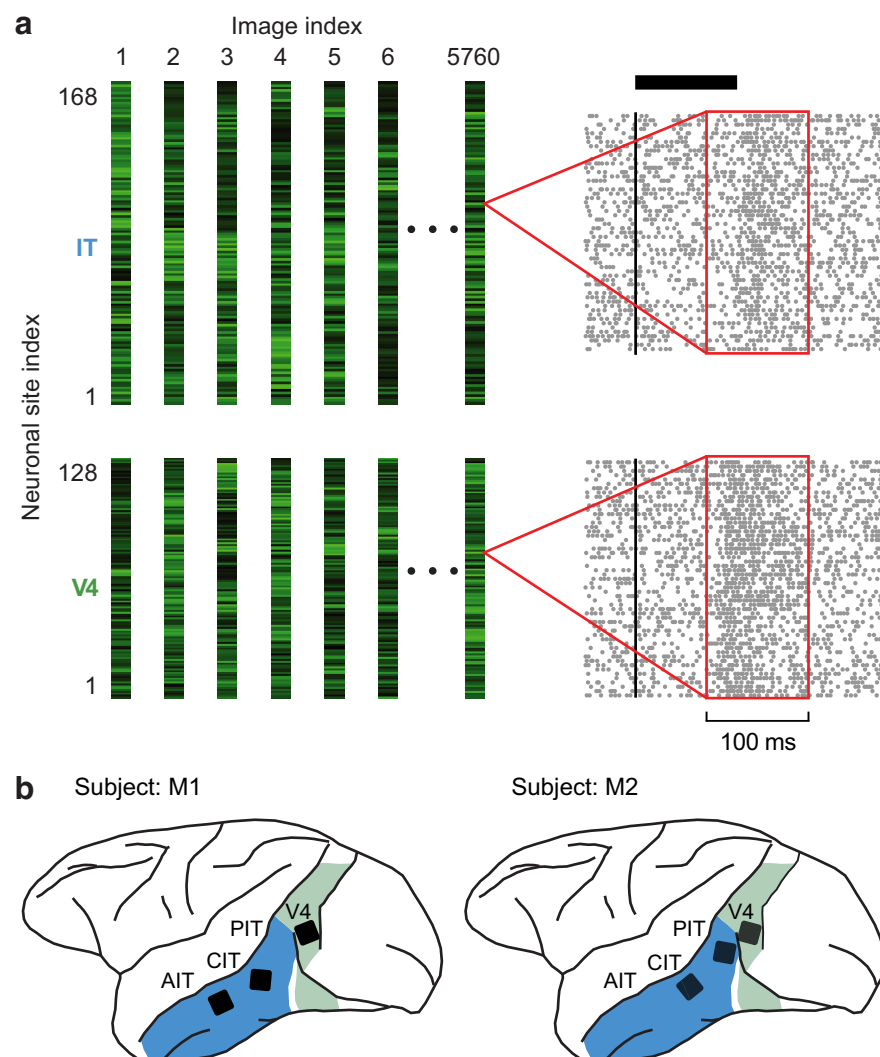 a
Image index
1 2 3 4 5 6 5760
168
IT
1
Neuronal site index
128
V4
1
100 ms
b
Subject: M1
Subject: M2
V4
PIT
CIT
AIT
V4
PIT
CIT
AIT